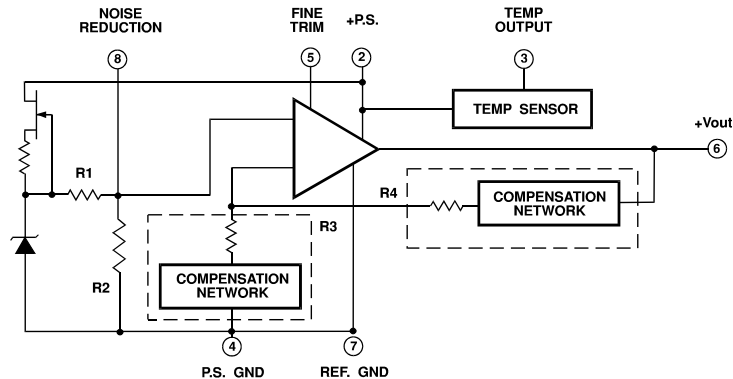 NOISE
REDUCTION
FINE
TRIM
+P.S.
TEMP
OUTPUT
8
5
2
3
TEMP SENSOR
+Vout
6
R1
R4
COMPENSATION
NETWORK
R3
R2
COMPENSATION
NETWORK
4
7
P.S. GND
REF. GND